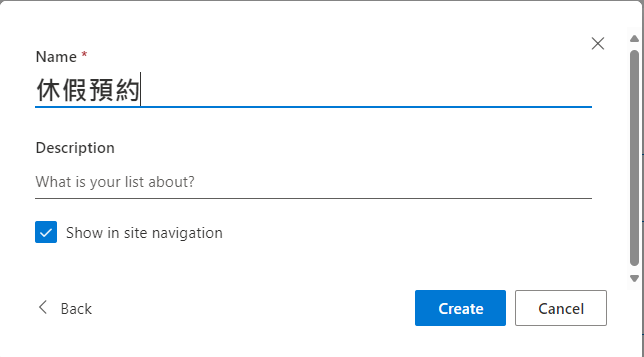 Name *
休假預約
Description
What is your list about?
Show in site navigation
Back
Create
Cancel